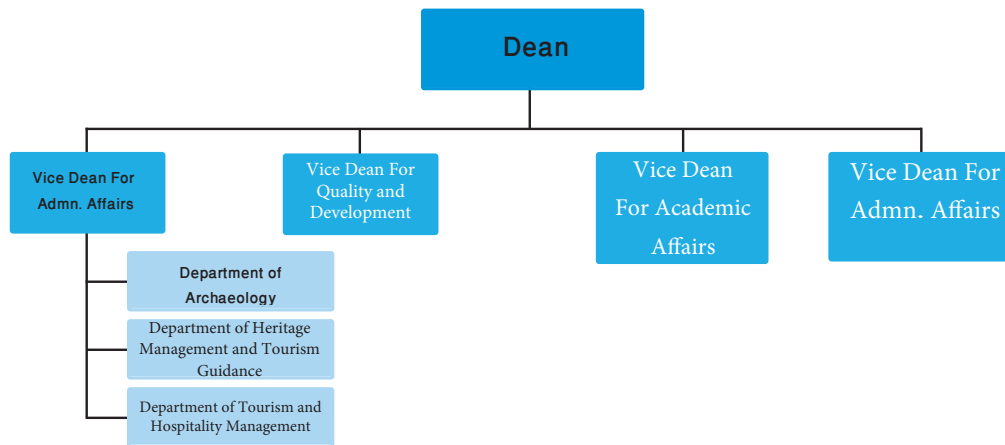 Dean
Vice Dean For
Admn. Affairs
Vice Dean For
Quality and
Development
Vice Dean
For Academic
Affairs
Vice Dean For
Admn. Affairs
Department of
Archaeology
Department of Heritage
Management and Tourism
Guidance
Department of Tourism and
Hospitality Management